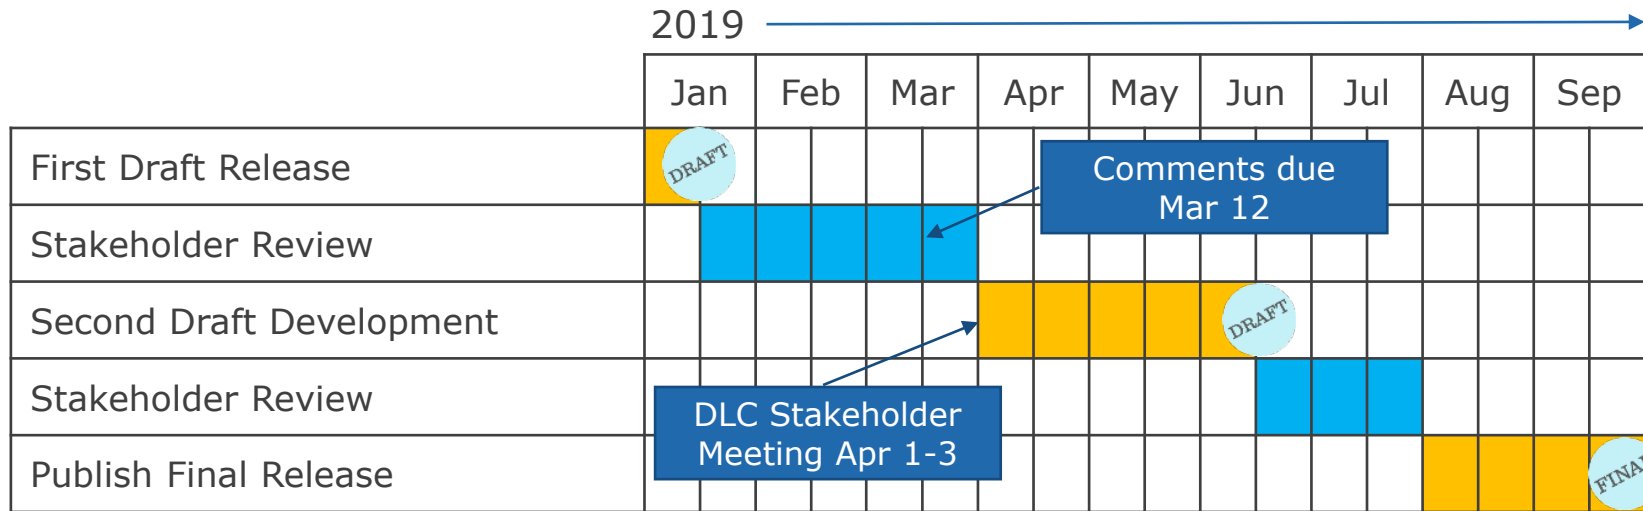 2019
Jan Feb Mar Apr May Jun Jul Aug Sep
First Draft Release
DRAFT
Comments due
Mar 12
Stakeholder Review
Second Draft Development
DRAFT
Stakeholder Review
DLC Stakeholder
Meeting Apr 1-3
Publish Final Release
FINAL